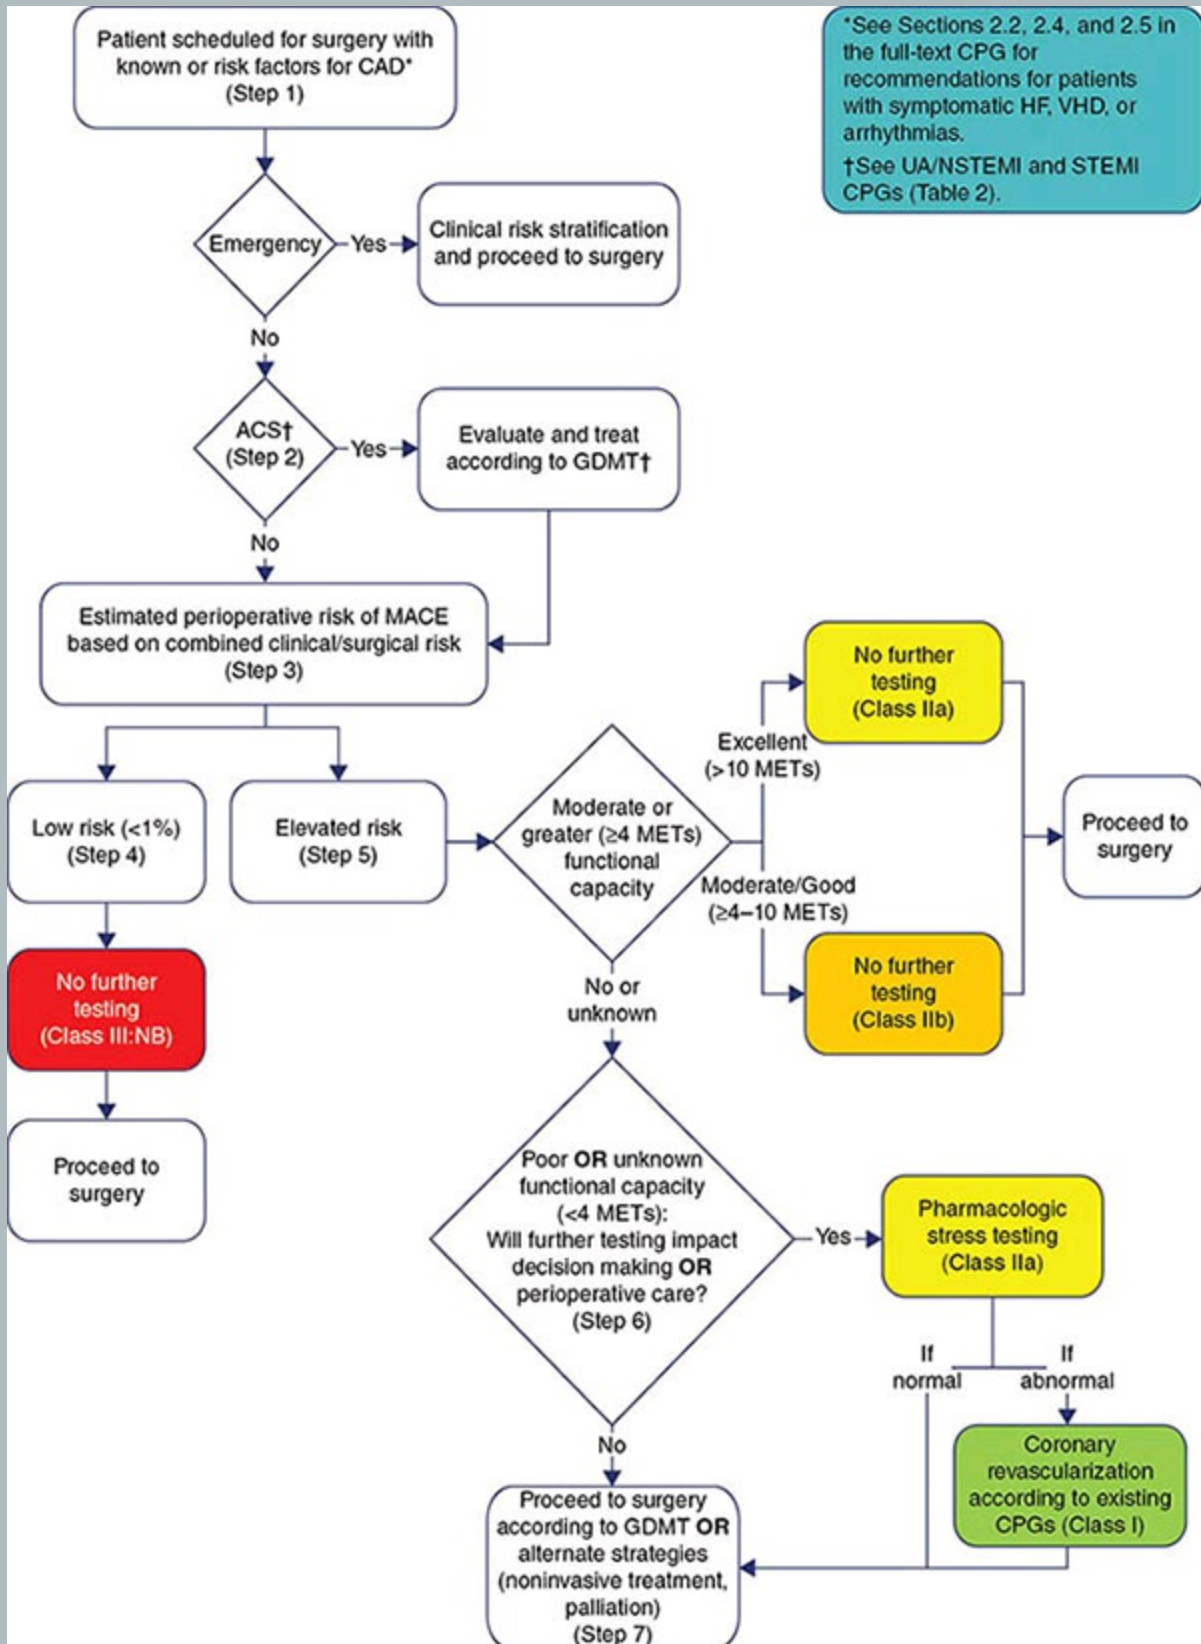 Patient scheduled for surgery with
known or risk factors for CAD*
(Step 1)
*See Sections 2.2, 2.4, and 2.5 in
the full-text CPG for
recommendations for patients
with symptomatic HF, VHD, or
arrhythmias.
†See UA/NSTEMI and STEMI
CPGs (Table 2).
Emergency
Yes
Clinical risk stratification
and proceed to surgery
No
ACS†
(Step 2)
Yes
Evaluate and treat
according to GDMT†
No
Estimated perioperative risk of MACE
based on combined clinical/surgical risk
(Step 3)
Low risk (<1%)
(Step 4)
Elevated risk
(Step 5)
Moderate or
greater (≥4 METs)
functional
capacity
Excellent
(>10 METs)
No further
testing
(Class IIa)
Moderate/Good
(≥4–10 METs)
No further
testing
(Class IIb)
Proceed to
surgery
No further
testing
(Class III:NB)
Proceed to
surgery
No or
unknown
Poor OR unknown
functional capacity
(<4 METs):
Will further testing impact
decision making OR
perioperative care?
(Step 6)
Yes
Pharmacologic
stress testing
(Class IIa)
If
normal
If
abnormal
Coronary
revascularization
according to existing
CPGs (Class I)
No
Proceed to surgery
according to GDMT OR
alternate strategies
(noninvasive treatment,
palliation)
(Step 7)